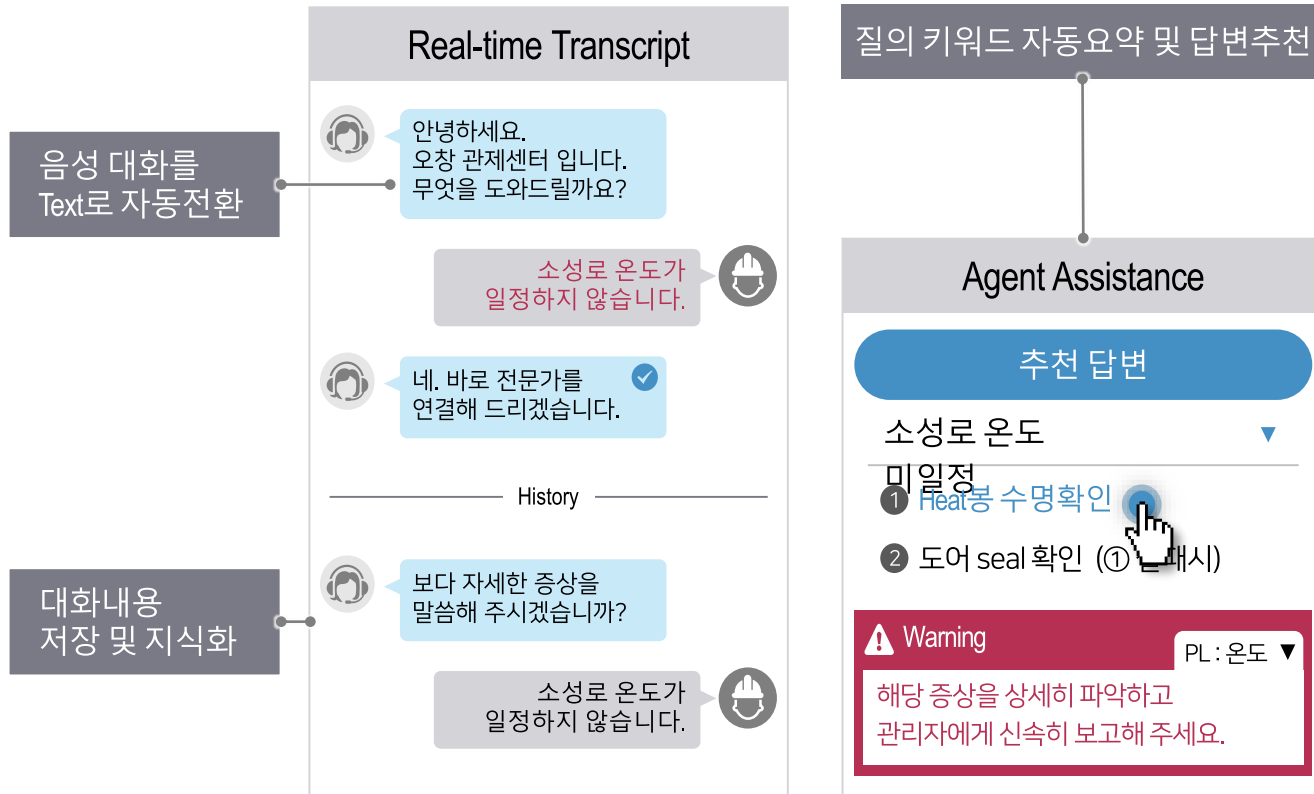 Real-time Transcript
음성 대화를
Text로 자동전환
안녕하세요.
오창 관제센터 입니다.
무엇을 도와드릴까요?
소성로 온도가
일정하지 않습니다.
네. 바로 전문가를
연결해 드리겠습니다.
History
대화내용
저장 및 지식화
보다 자세한 증상을
말씀해 주시겠습니까?
소성로 온도가
일정하지 않습니다.
질의 키워드 자동요약 및 답변추천
Agent Assistance
추천 답변
소성로 온도 ▼
미일정
1 Heat봉 수명확인
2 도어 seal 확인 (①
Warning
PL : 온도 ▼
해당 증상을 상세히 파악하고
관리자에게 신속히 보고해 주세요.